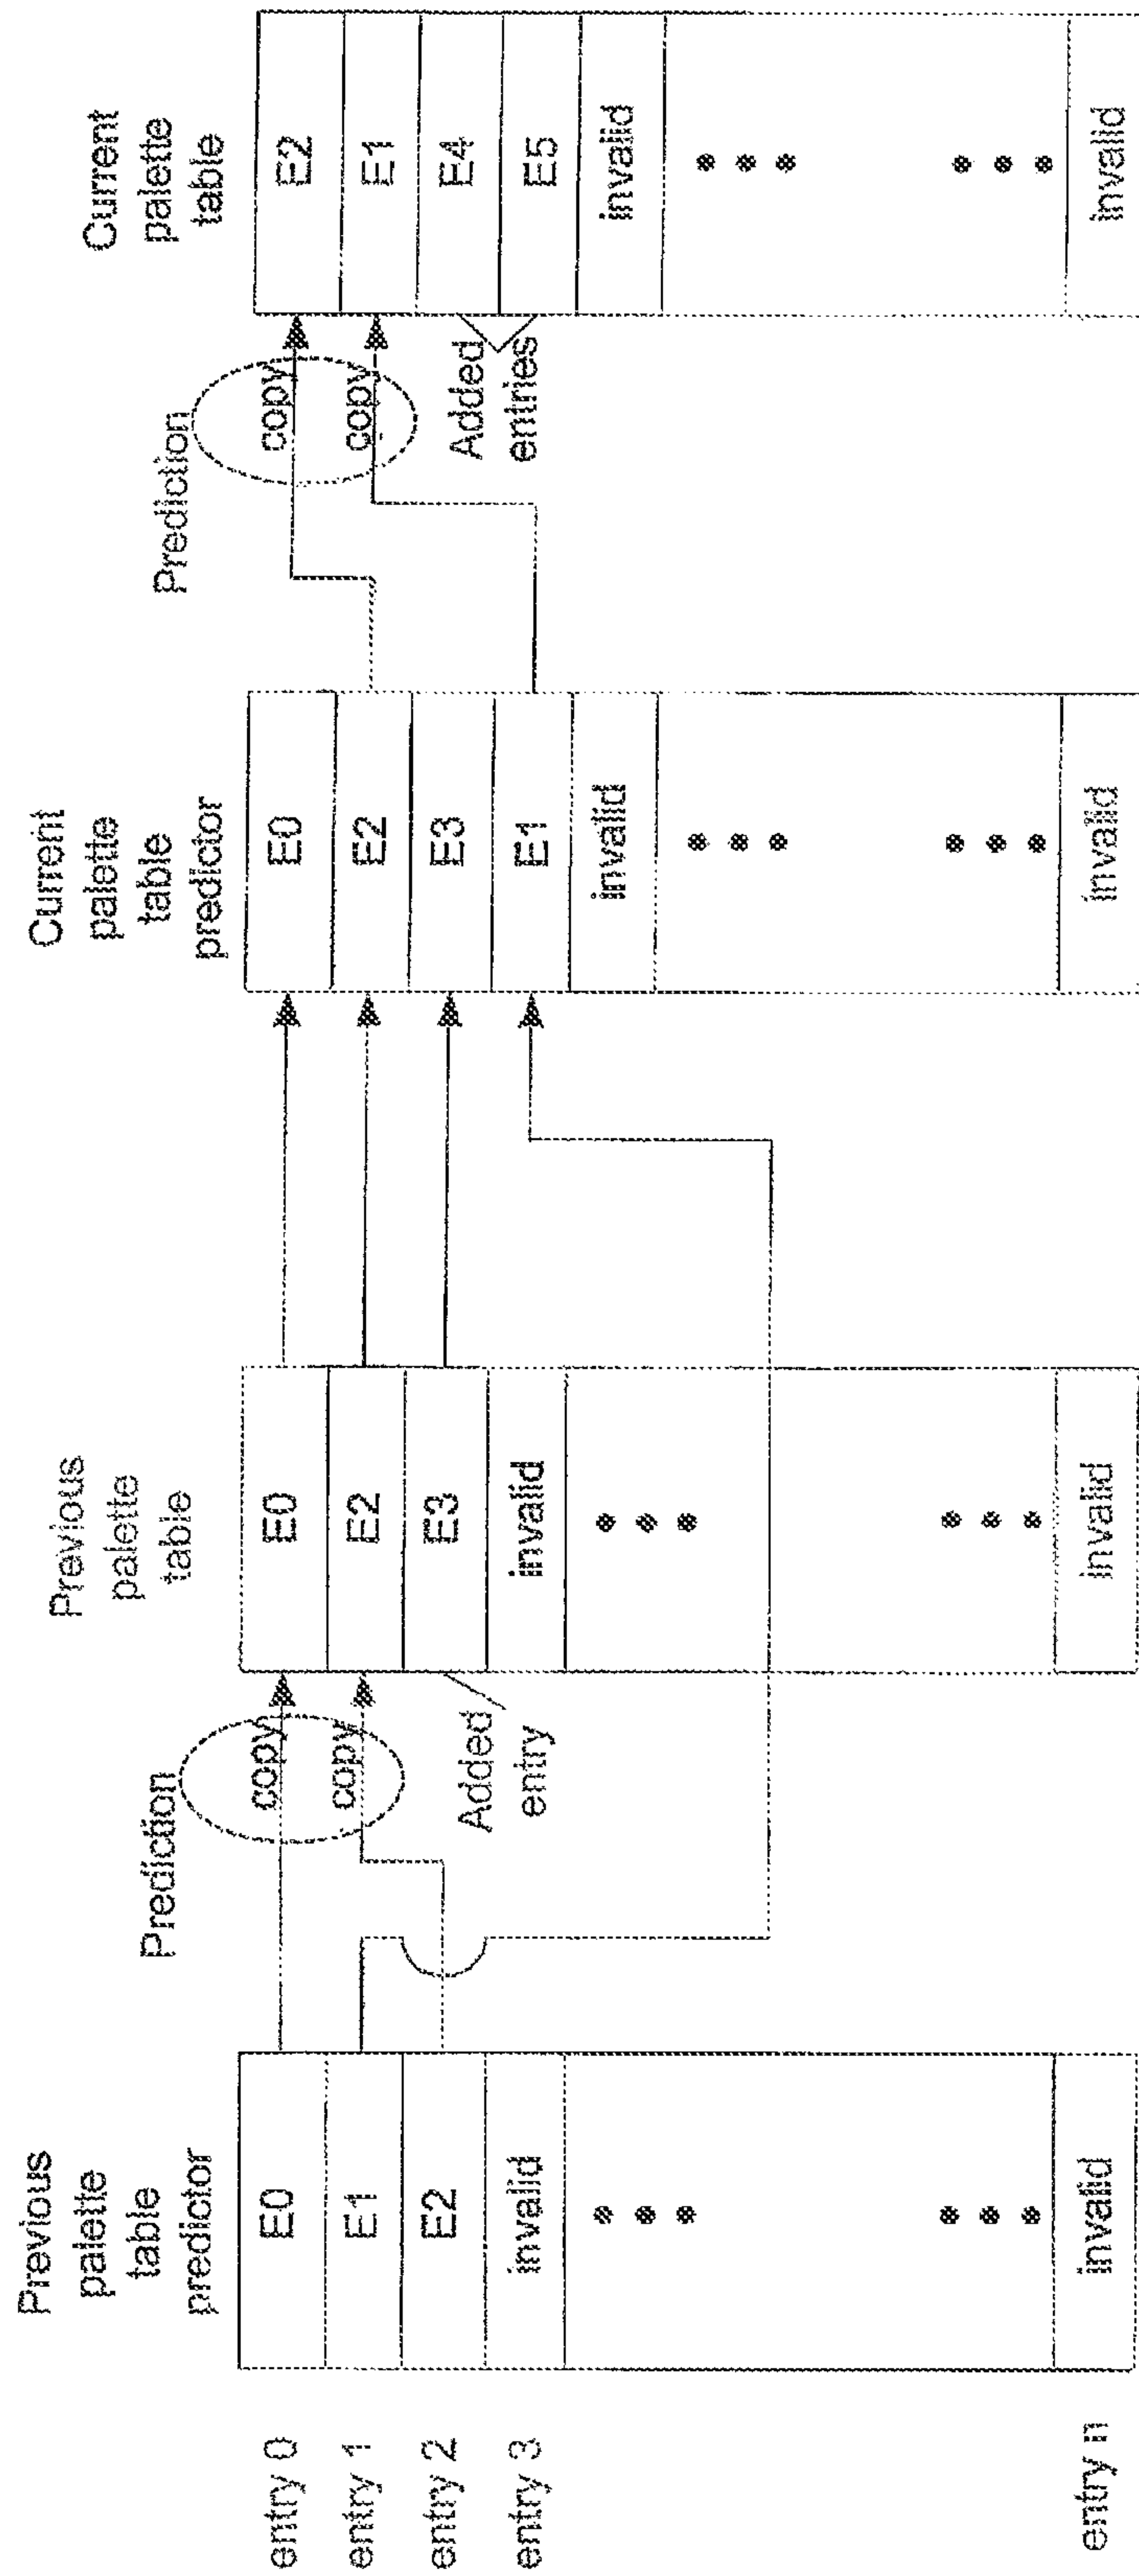 Previous
palette
table
predictor
Prediction
Previous
palette
table
Current
palette
table
predictor
Prediction
Current
palette
table
entry 0
E0
copy
E0
E0
copy
E2
entry 1
E1
copy
E2
E2
copy
E1
entry 2
E2
Added
entry
E3
E3
Added
entries
E4
entry 3
invalid
invalid
E1
E5
invalid
invalid
entry n
invalid
invalid
invalid
invalid